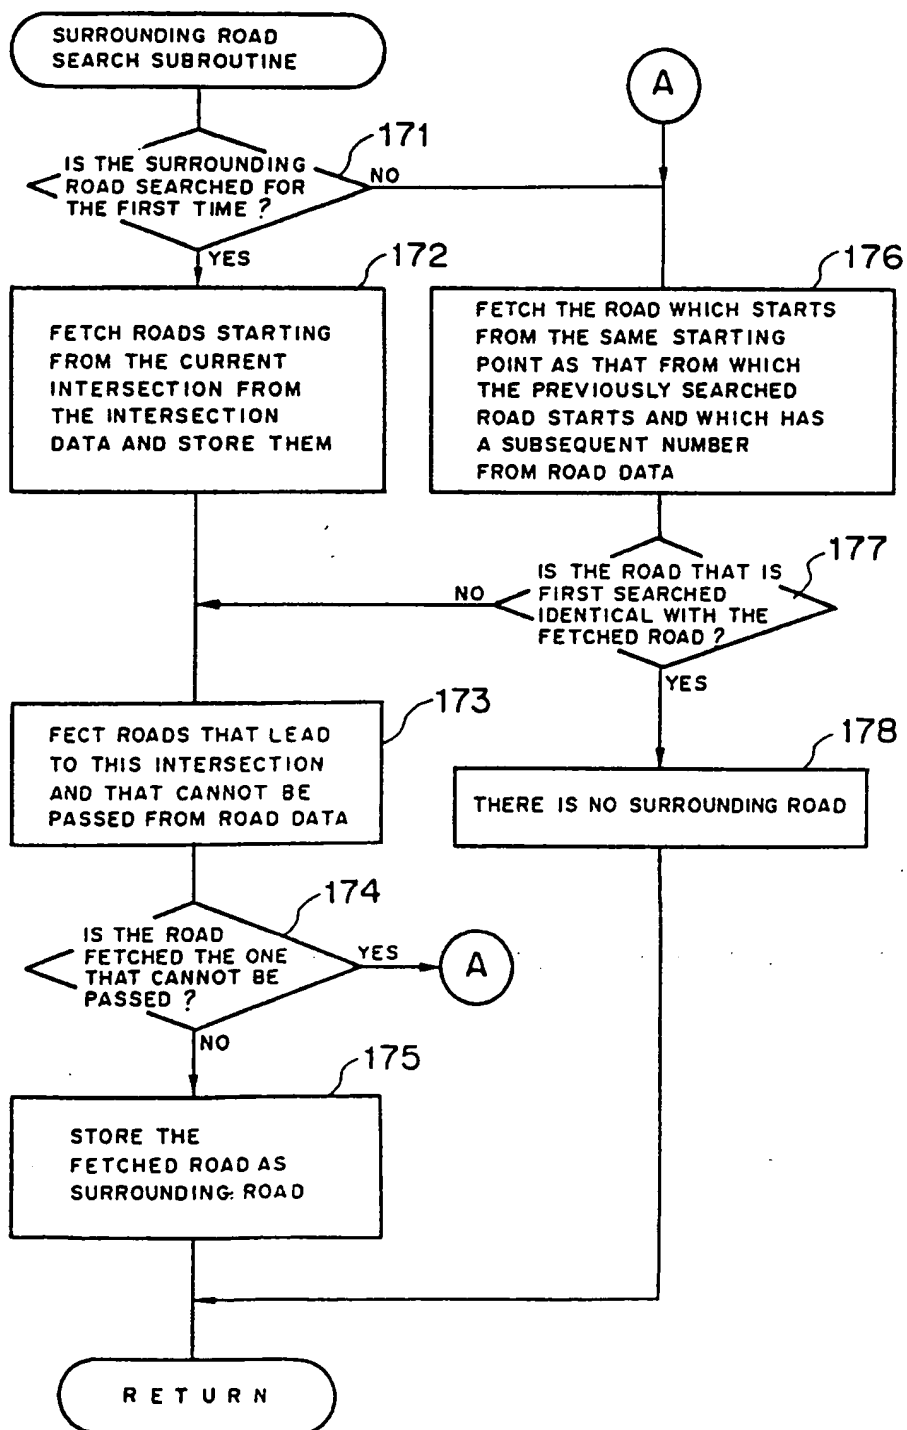 SURROUNDING ROAD
SEARCH SUBROUTINE
A
171
IS THE SURROUNDING
ROAD SEARCHED FOR
THE FIRST TIME ?
NO
YES
172
FETCH ROADS STARTING
FROM THE CURRENT
INTERSECTION FROM
THE INTERSECTION
DATA AND STORE THEM
176
FETCH THE ROAD WHICH STARTS
FROM THE SAME STARTING
POINT AS THAT FROM WHICH
THE PREVIOUSLY SEARCHED
ROAD STARTS AND WHICH HAS
A SUBSEQUENT NUMBER
FROM ROAD DATA
177
IS THE ROAD THAT IS
FIRST SEARCHED
IDENTICAL WITH THE
FETCHED ROAD ?
NO
YES
173
FECT ROADS THAT LEAD
TO THIS INTERSECTION
AND THAT CANNOT BE
PASSED FROM ROAD DATA
178
THERE IS NO SURROUNDING ROAD
174
IS THE ROAD
FETCHED THE ONE
THAT CANNOT BE
PASSED ?
YES
A
NO
175
STORE THE
FETCHED ROAD AS
SURROUNDING: ROAD
RETURN